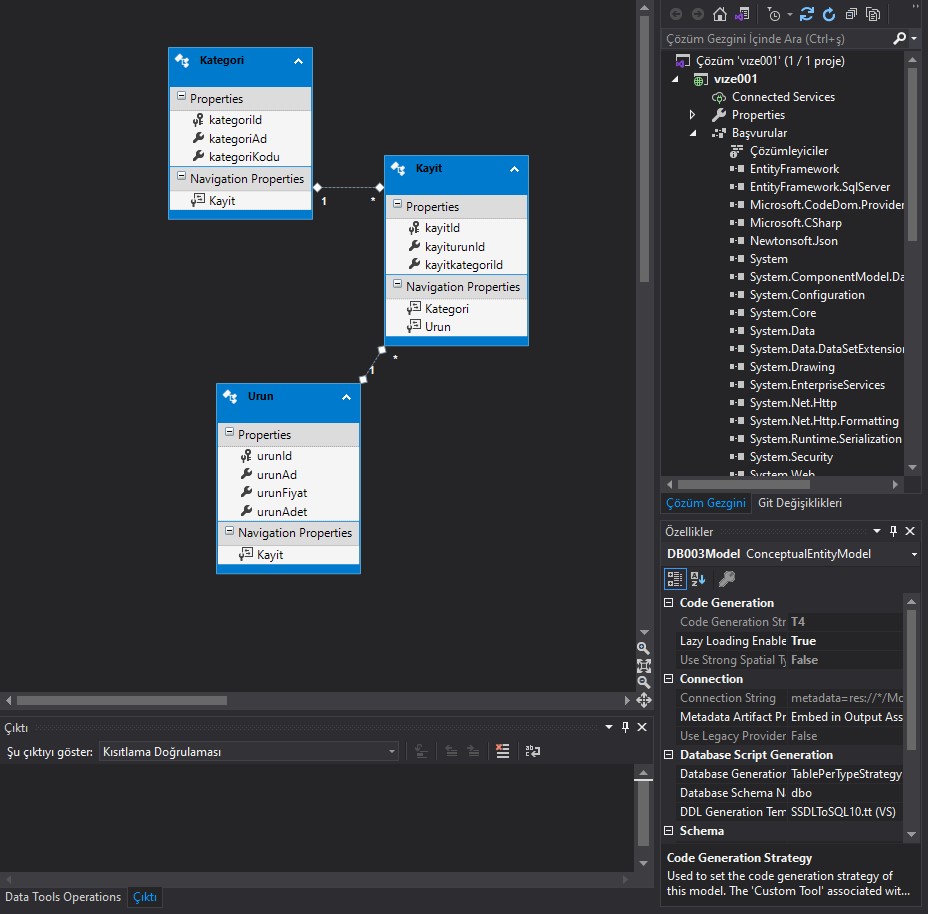 Kategori
Properties
kategoriId
kategoriAd
kategoriKodu
Navigation Properties
Kayit
1
*
Kayit
Properties
kayitId
kayiturunId
kayitkategoriId
Navigation Properties
Kategori
Urun
*
1
Urun
Properties
urunId
urunAd
urunFiyat
urunAdet
Navigation Properties
Kayit
Çıktı
Şu çıktıyı göster: Kısıtlama Doğrulaması
Data Tools Operations Çıktı
Çözüm Gezgini İçinde Ara (Ctrl+ş)
Çözüm 'vıze001' (1 / 1 proje)
vıze001
Connected Services
Properties
Başvurular
Çözümleyiciler
EntityFramework
EntityFramework.SqlServer
Microsoft.CodeDom.Provider
Microsoft.CSharp
Newtonsoft.Json
System
System.ComponentModel.Da
System.Configuration
System.Core
System.Data
System.Data.DataSetExtension
System.Drawing
System.EnterpriseServices
System.Net.Http
System.Net.Http.Formatting
System.Runtime.Serialization
System.Security
System.Web
Çözüm Gezgini Git Değişiklikleri
Özellikler
DB003Model ConceptualEntityModel
Code Generation
Code Generation Str T4
Lazy Loading Enable True
Use Strong Spatial Ty False
Connection
Connection String metadata=res://*/Mo
Metadata Artifact Pr Embed in Output Ass
Use Legacy Provider False
Database Script Generation
Database Generation TablePerTypeStrategy
Database Schema N dbo
DDL Generation Tem SSDLToSQL10.tt (VS)
Schema
Code Generation Strategy
Used to set the code generation strategy of
this model. The 'Custom Tool' associated wit...